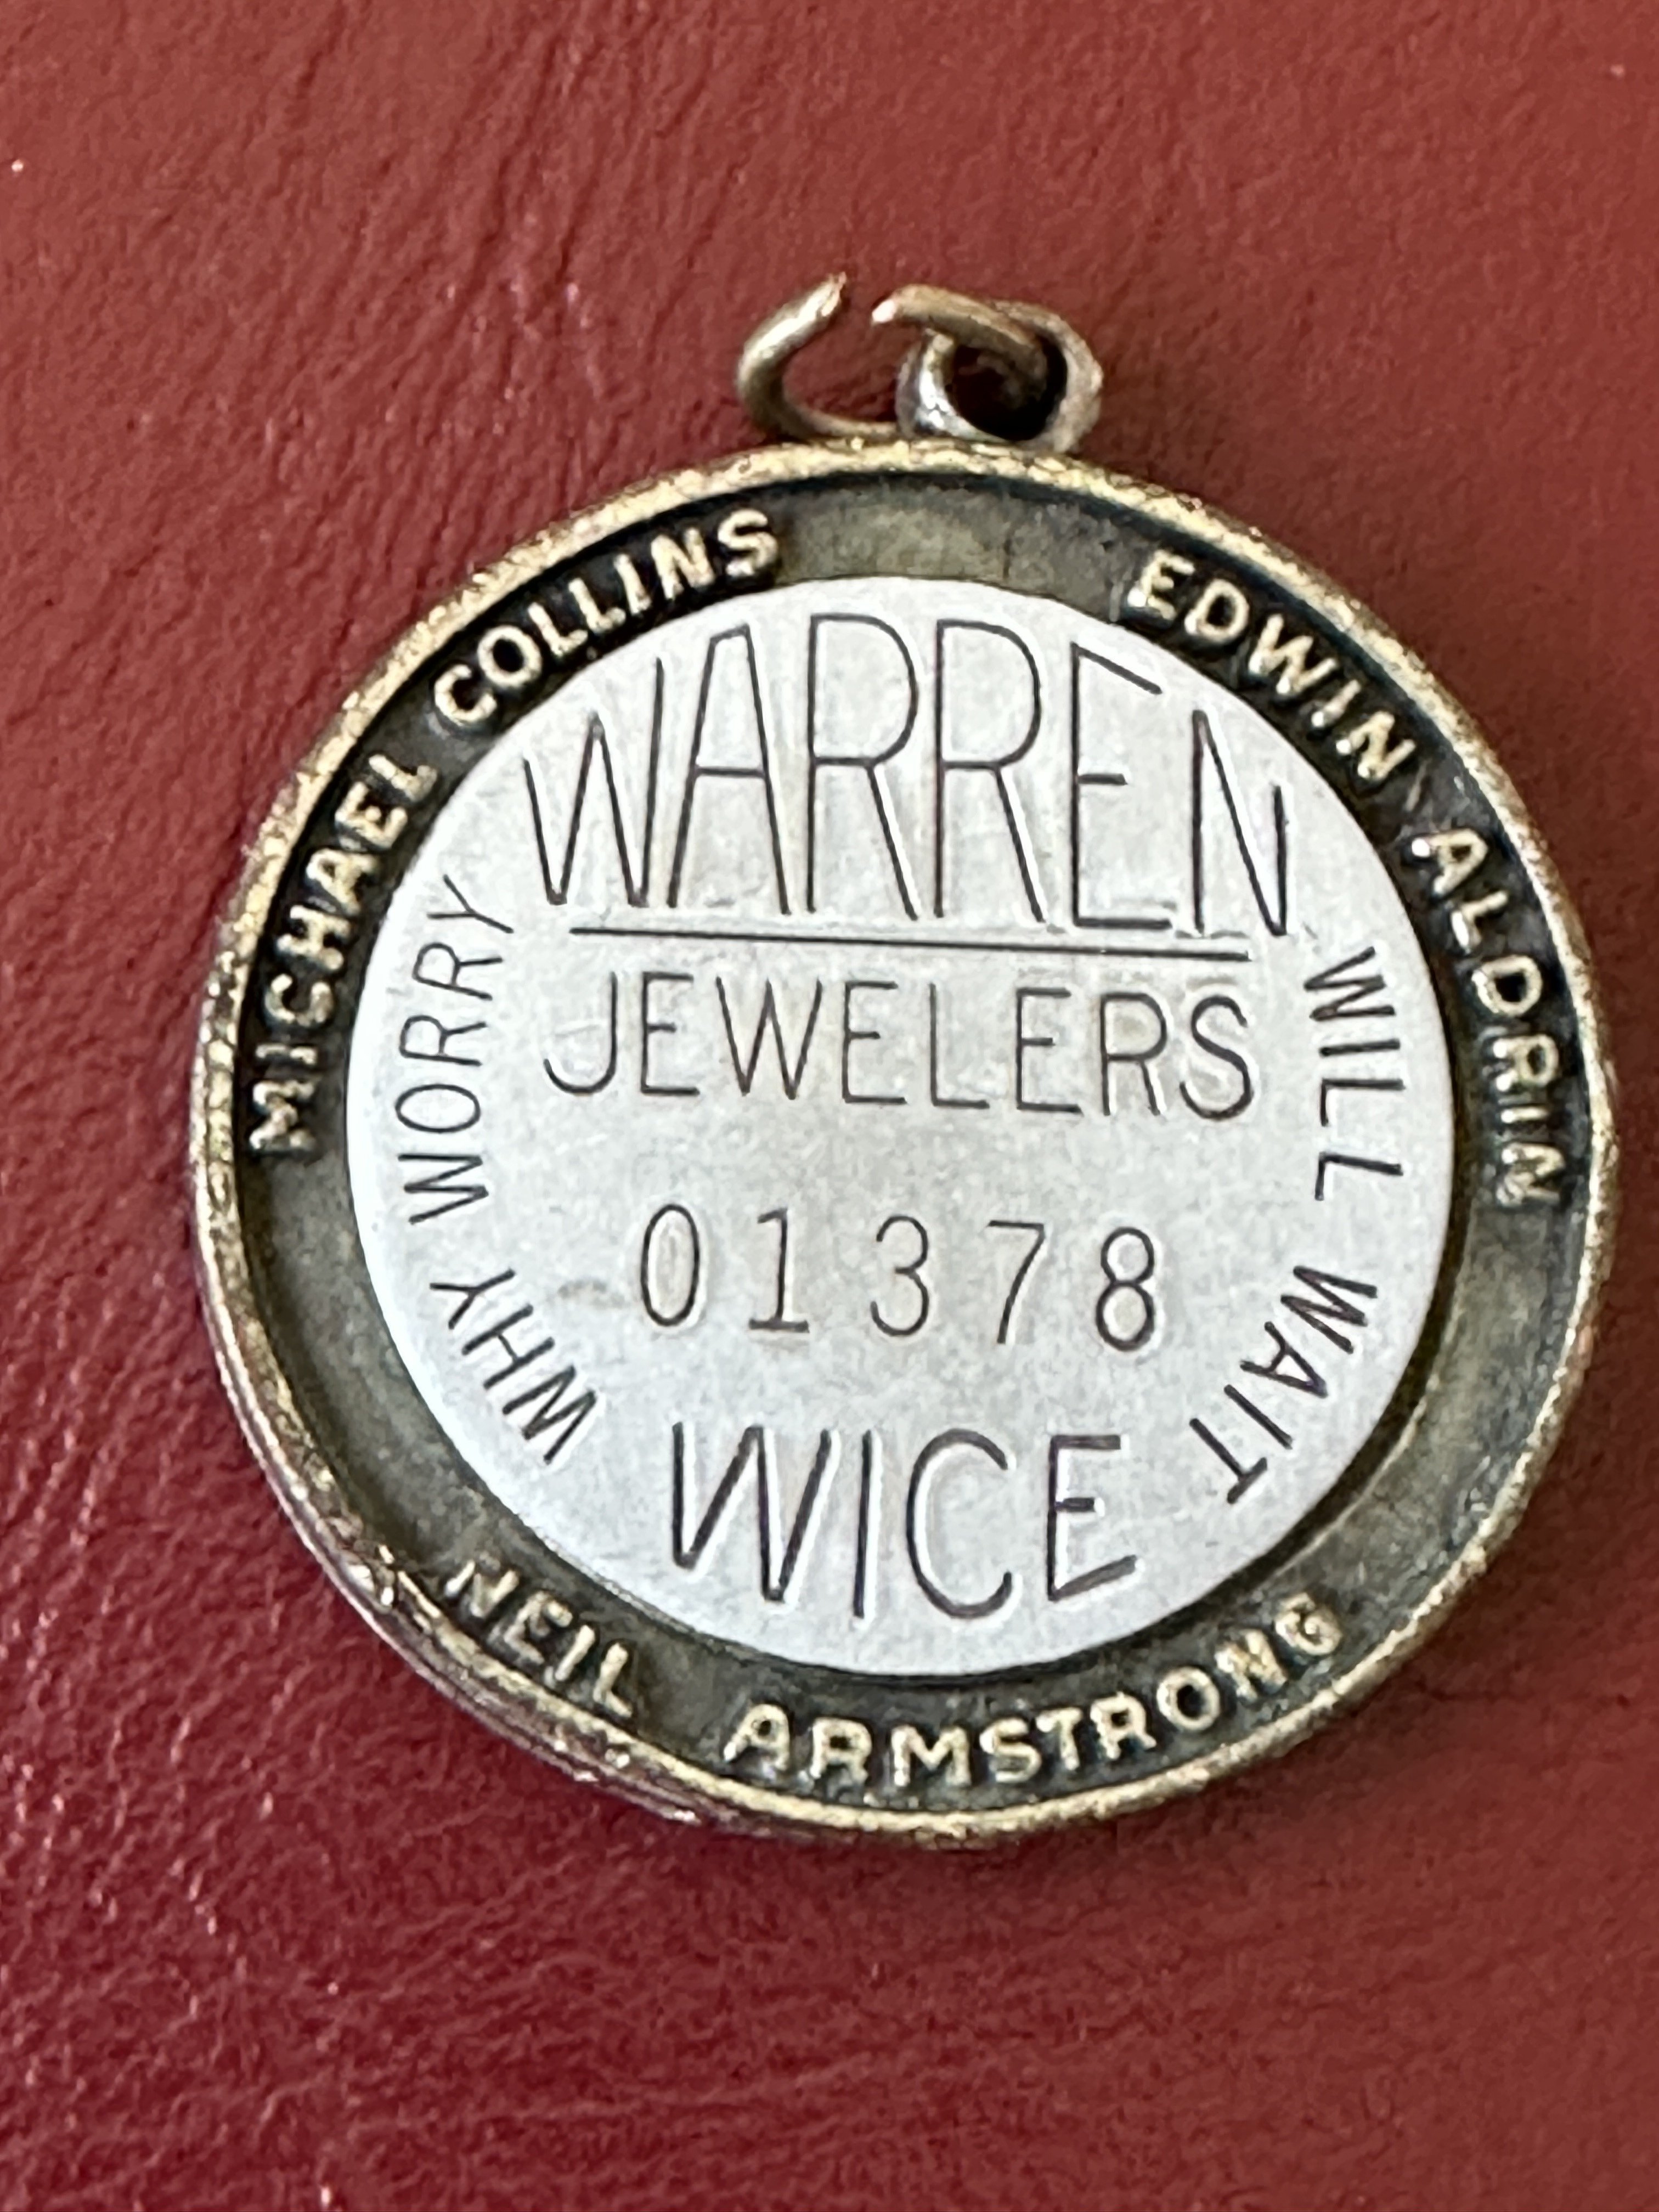 MICHAEL COLLINS
EDWIN ALDRIN
NEIL ARMSTRONG
WARREN
JEWELERS
01378
WICE
WHY WORRY
WILL WAIT